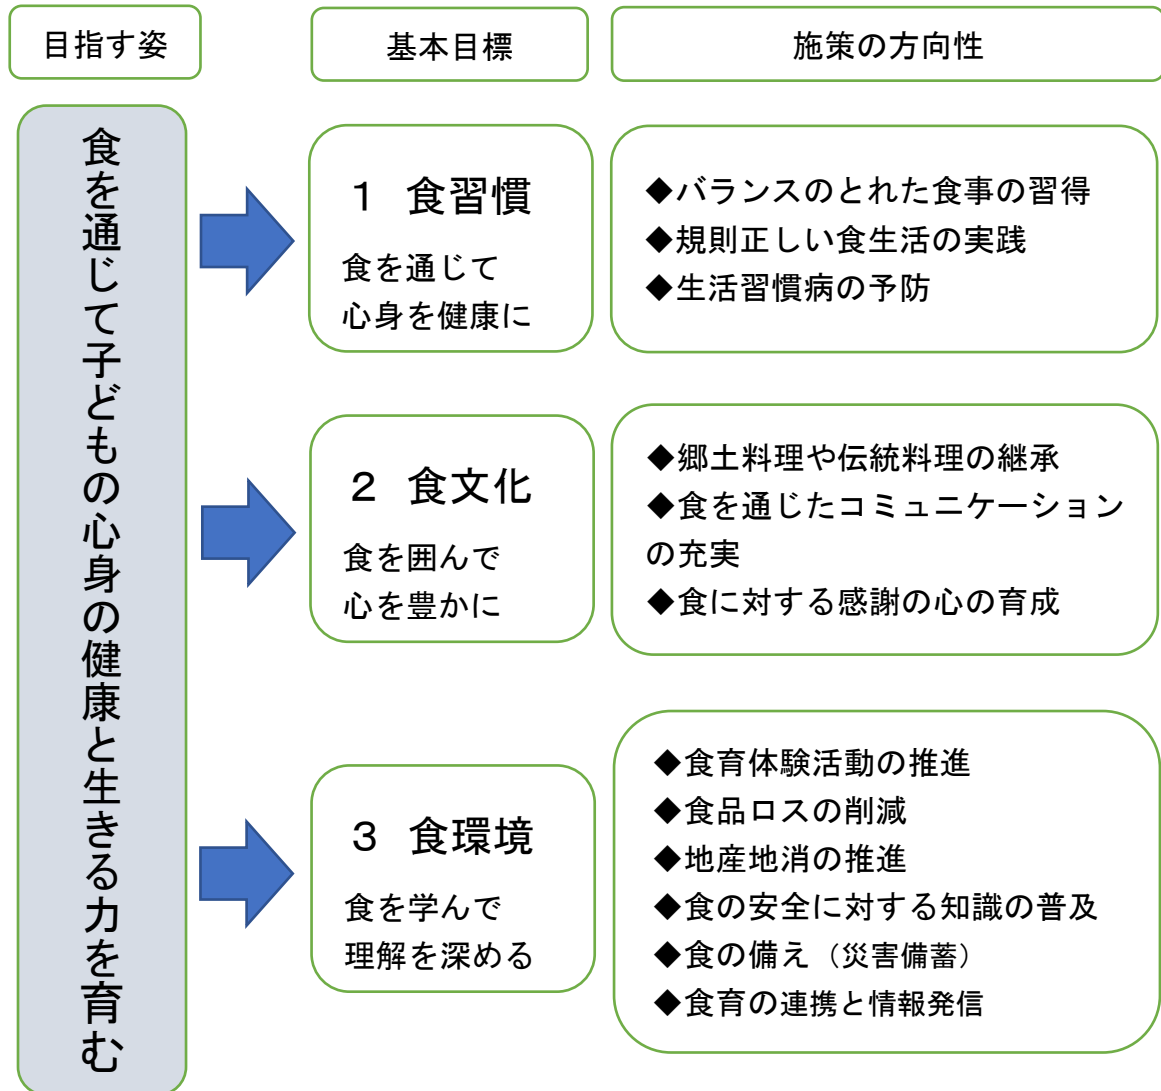 目指す姿
基本目標
施策の方向性
食を通じて子どもの心身の健康と生きる力を育む
1 食習慣
食を通じて
心身を健康に
◆バランスのとれた食事の習得
◆規則正しい食生活の実践
◆生活習慣病の予防
2 食文化
食を囲んで
心を豊かに
◆郷土料理や伝統料理の継承
◆食を通じたコミュニケーション
の充実
◆食に対する感謝の心の育成
3 食環境
食を学んで
理解を深める
◆食育体験活動の推進
◆食品ロスの削減
◆地産地消の推進
◆食の安全に対する知識の普及
◆食の備え（災害備蓄）
◆食育の連携と情報発信